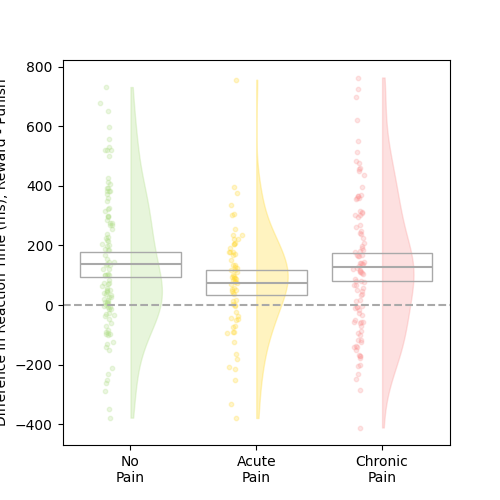 Difference in Reaction Time (ms), Reward - Punish
800
600
400
200
0
−200
−400
No
Pain
Acute
Pain
Chronic
Pain